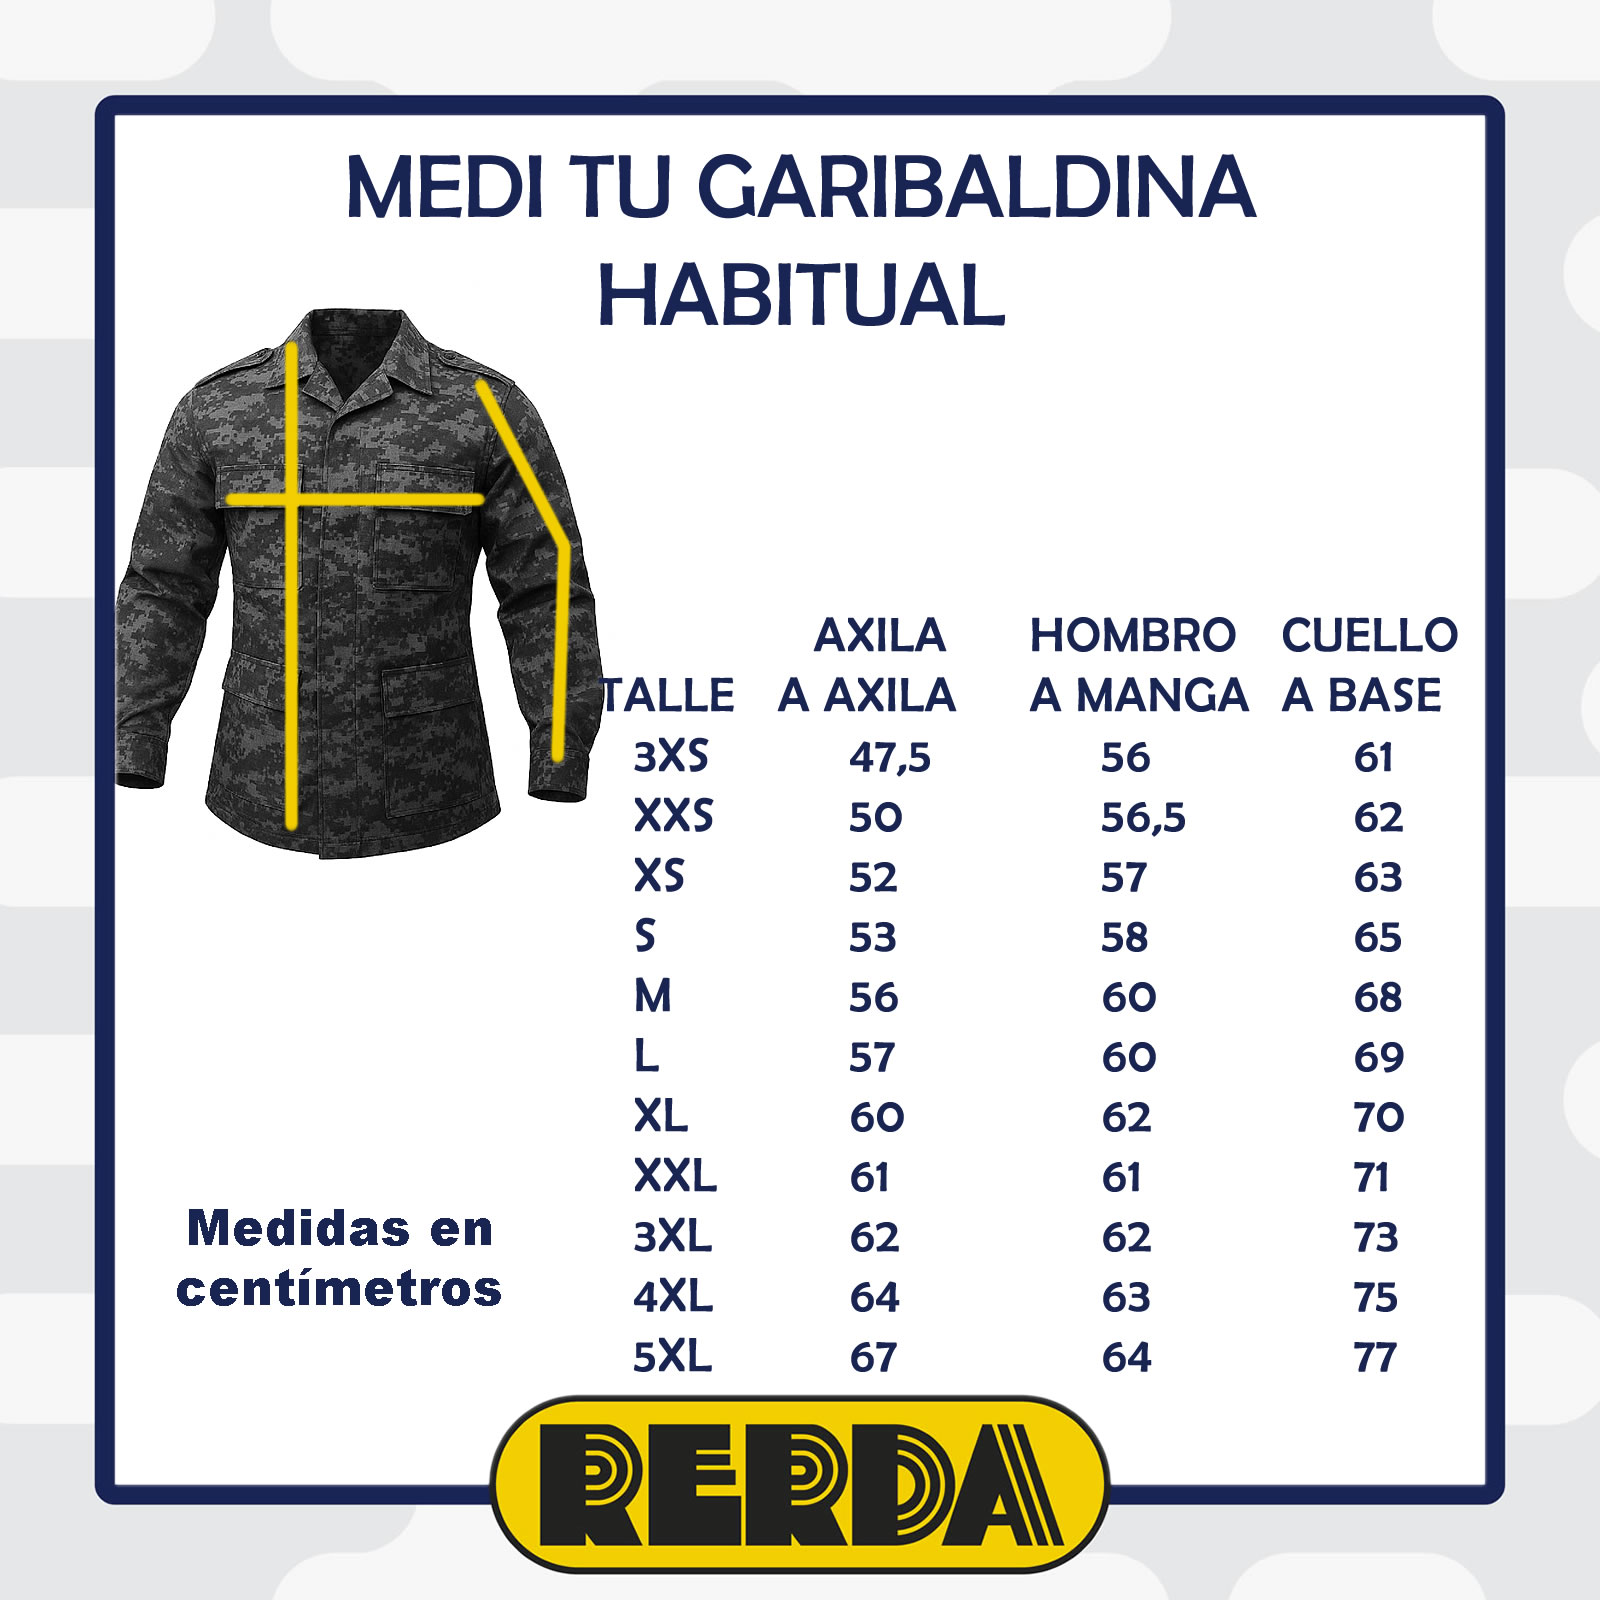 MEDI TU GARIBALDINA
HABITUAL
AXILA HOMBRO CUELLO
TALLE A AXILA A MANGA A BASE
3XS 47,5 56 61
XXS 50 56,5 62
XS 52 57 63
S 53 58 65
M 56 60 68
L 57 60 69
XL 60 62 70
XXL 61 61 71
3XL 62 62 73
4XL 64 63 75
5XL 67 64 77
Medidas en
centímetros
RERDA